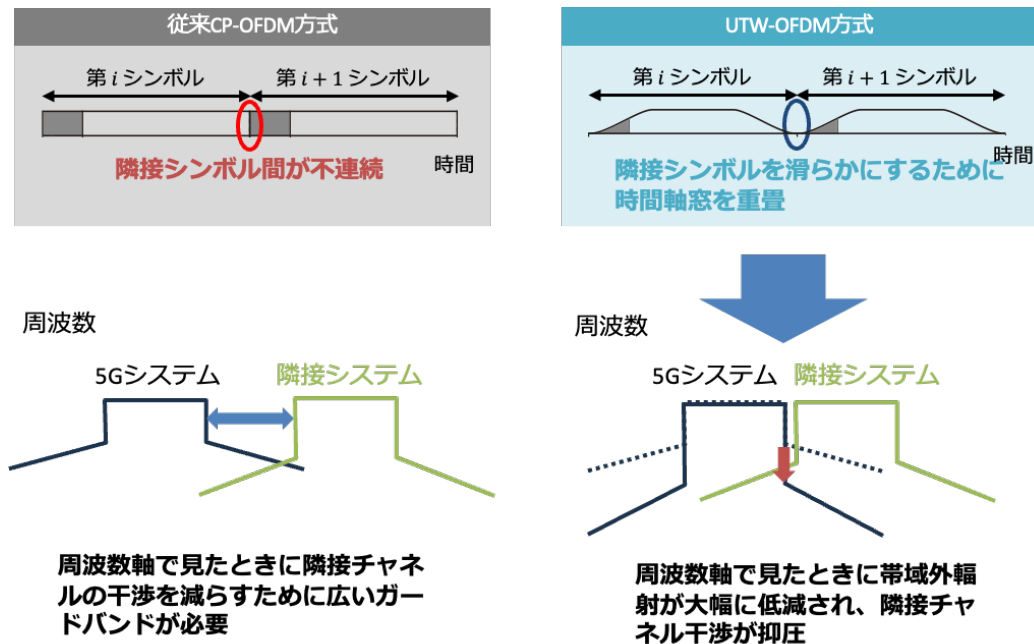 従来CP-OFDM方式
第 i シンボル
第 i + 1 シンボル
時間
隣接シンボル間が不連続
周波数
5Gシステム
隣接システム
周波数軸で見たときに隣接チャネ
ルの干渉を減らすために広いガー
ドバンドが必要
UTW-OFDM方式
第 i シンボル
第 i + 1 シンボル
時間
隣接シンボルを滑らかにするために
時間軸窓を重畳
周波数
5Gシステム
隣接システム
周波数軸で見たときに帯域外輻
射が大幅に低減され、隣接チャ
ネル干渉が抑圧